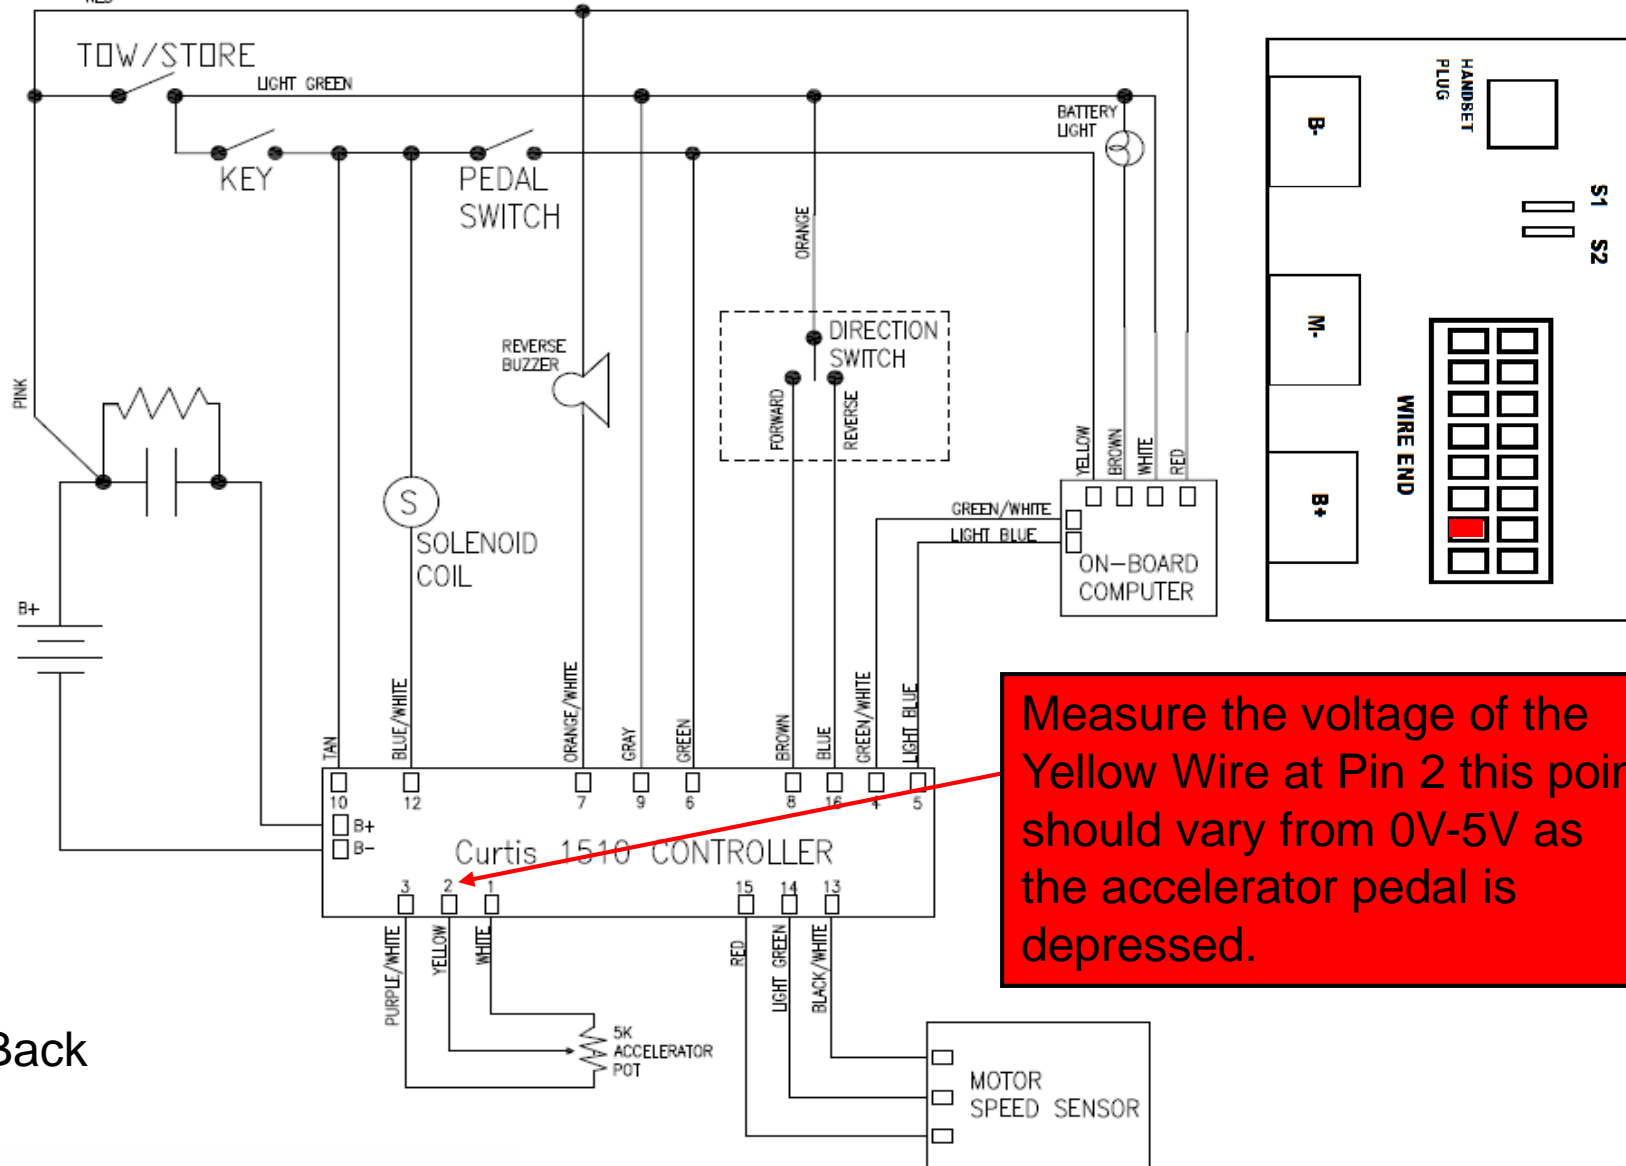 RED
TOW/STORE
LIGHT GREEN
KEY
PEDAL
SWITCH
BATTERY
LIGHT
PINK
ORANGE
REVERSE
BUZZER
DIRECTION
SWITCH
FORWARD
REVERSE
SOLENOID
COIL
S
YELLOW
BROWN
WHITE
RED
GREEN/WHITE
LIGHT BLUE
ON-BOARD
COMPUTER
B+
TAN
BLUE/WHITE
ORANGE/WHITE
GRAY
GREEN
BROWN
BLUE
GREEN/WHITE
LIGHT BLUE
10
12
7
9
6
8
16
4
5
B+
B-
Curtis 1510 CONTROLLER
3
2
1
15
14
13
PURPLE/WHITE
YELLOW
WHITE
RED
LIGHT GREEN
BLACK/WHITE
5K
ACCELERATOR
POT
MOTOR
SPEED SENSOR
Back
HANDSET
PLUG
B-
S1
S2
M-
WIRE END
B+
Measure the voltage of the
Yellow Wire at Pin 2 this poin
should vary from 0V-5V as
the accelerator pedal is
depressed.